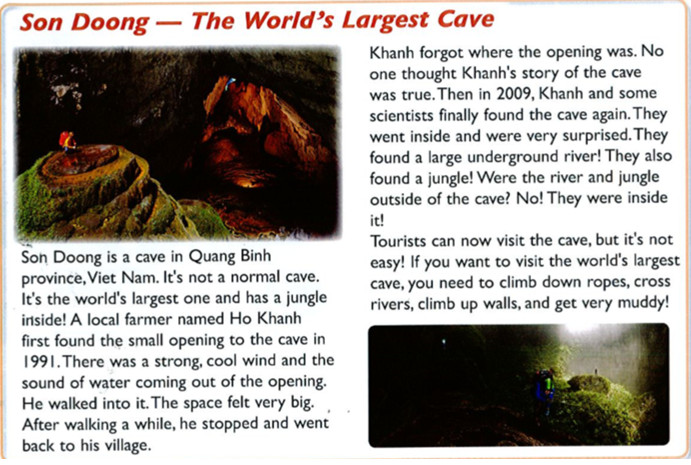 Son Doong — The World's Largest Cave
Son Doong is a cave in Quang Binh
province, Viet Nam. It's not a normal cave.
It's the world's largest one and has a jungle
inside! A local farmer named Ho Khanh
first found the small opening to the cave in
1991. There was a strong, cool wind and the
sound of water coming out of the opening.
He walked into it. The space felt very big.
After walking a while, he stopped and went
back to his village.
Khanh forgot where the opening was. No
one thought Khanh's story of the cave
was true. Then in 2009, Khanh and some
scientists finally found the cave again. They
went inside and were very surprised. They
found a large underground river! They also
found a jungle! Were the river and jungle
outside of the cave? No! They were inside
it!
Tourists can now visit the cave, but it's not
easy! If you want to visit the world's largest
cave, you need to climb down ropes, cross
rivers, climb up walls, and get very muddy!